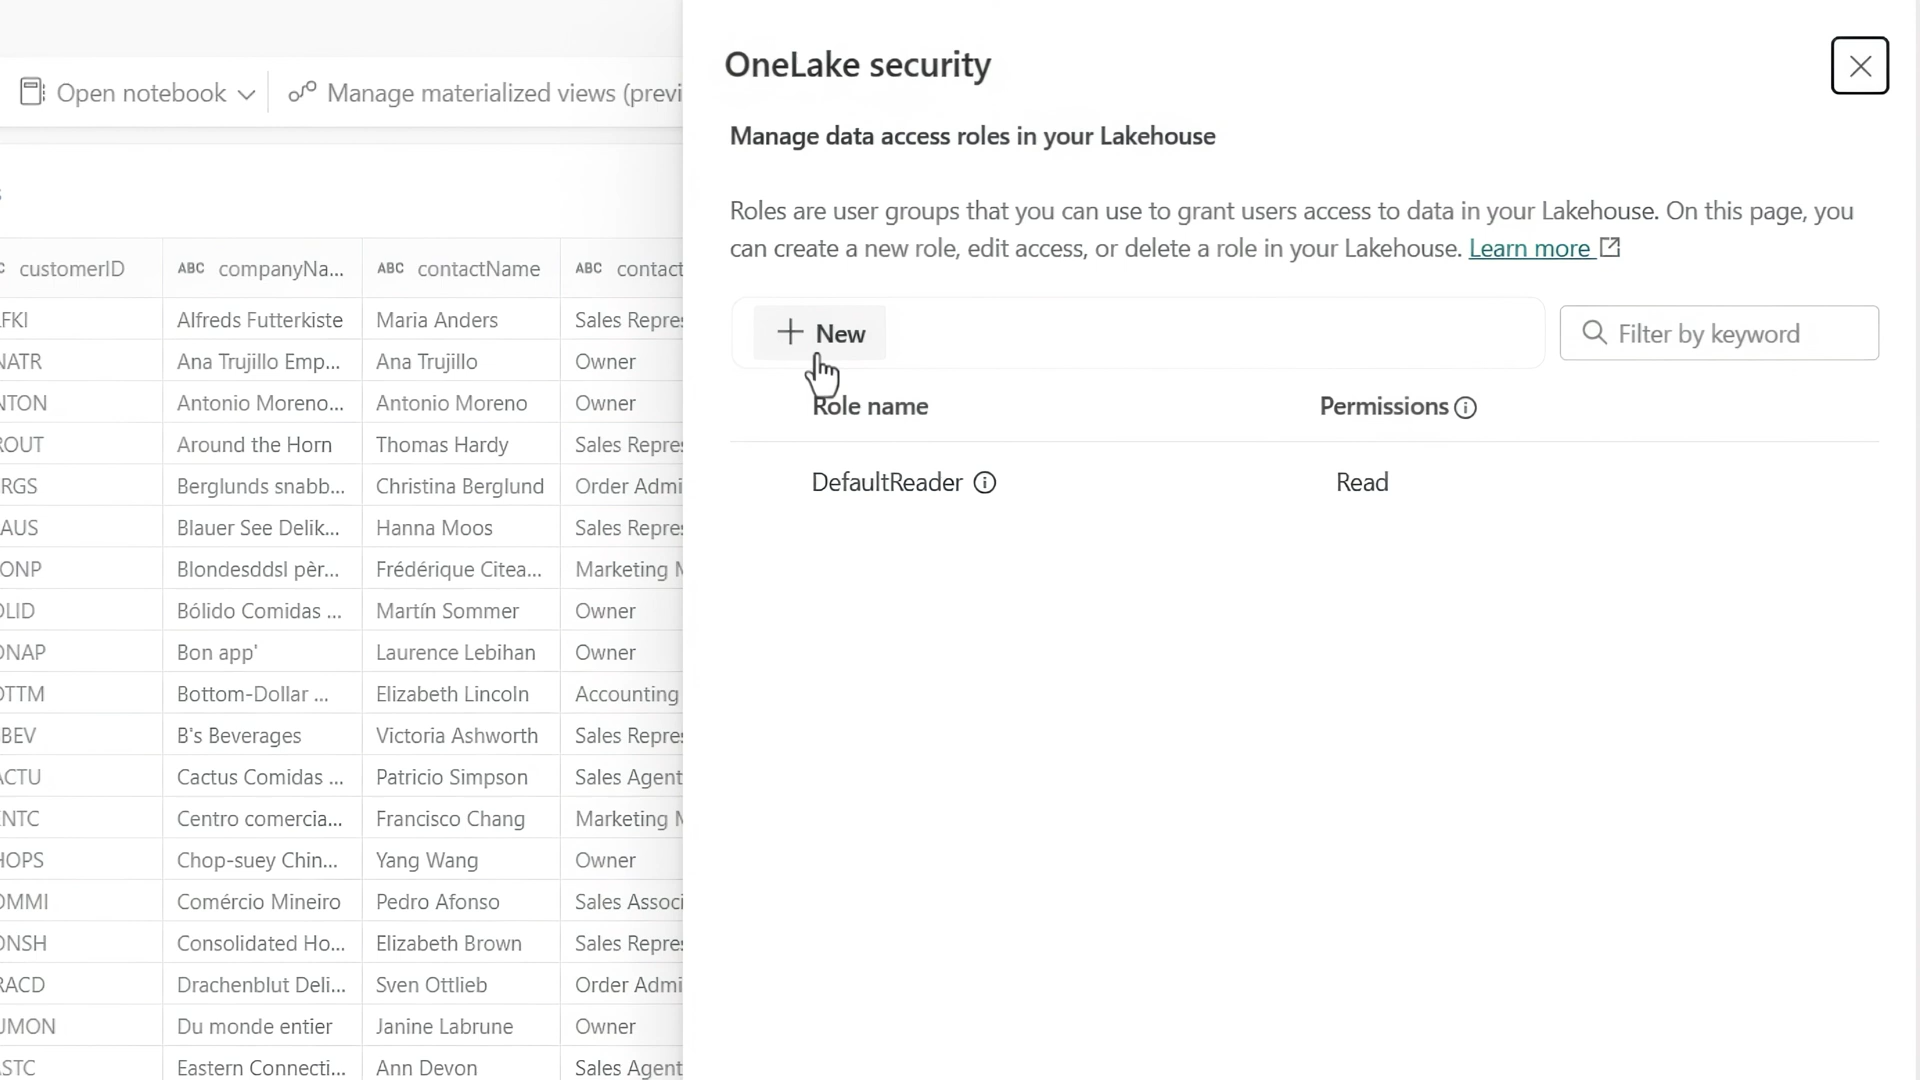 OneLake security
Open notebook
Manage materialized views (previ
Manage data access roles in your Lakehouse
Roles are user groups that you can use to grant users access to data in your Lakehouse. On this page, you
can create a new role, edit access, or delete a role in your Lakehouse. Learn more
New
Filter by keyword
Role name Permissions
DefaultReader Read
customerID ABC companyNa... ABC contactName ABC contact
FKI Alfreds Futterkiste Maria Anders Sales Repres
NATR Ana Trujillo Emp... Ana Trujillo Owner
NTON Antonio Moreno... Antonio Moreno Owner
ROUT Around the Horn Thomas Hardy Sales Repres
RGS Berglunds snabb... Christina Berglund Order Admi
AUS Blauer See Delik... Hanna Moos Sales Repres
ONP Blondesddsl pèr... Frédérique Citea... Marketing M
OLID Bólido Comidas ... Martín Sommer Owner
ONAP Bon app' Laurence Lebihan Owner
OTTM Bottom-Dollar ... Elizabeth Lincoln Accounting
BEV B's Beverages Victoria Ashworth Sales Repres
ACTU Cactus Comidas ... Patricio Simpson Sales Agent
ENTC Centro comercia... Francisco Chang Marketing M
HOPS Chop-suey Chin... Yang Wang Owner
OMMI Comércio Mineiro Pedro Afonso Sales Associ
ONSH Consolidated Ho... Elizabeth Brown Sales Repres
RACD Drachenblut Deli... Sven Ottlieb Order Admi
UMON Du monde entier Janine Labrune Owner
STC Eastern Connecti... Ann Devon Sales Agent